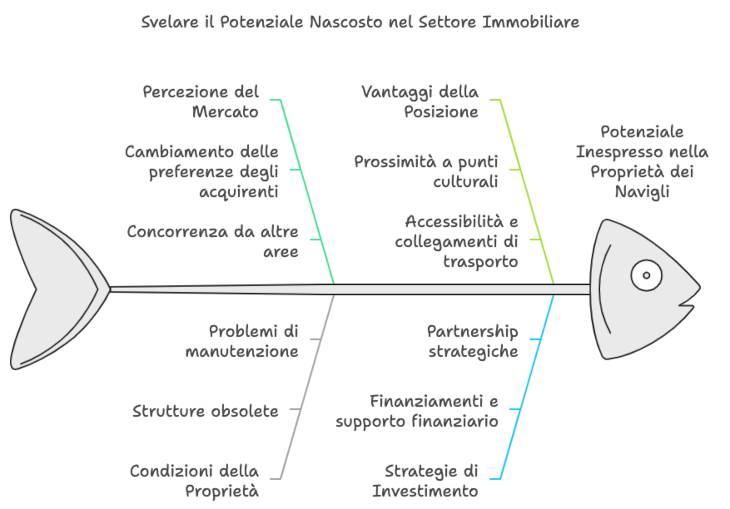 Svelare il Potenziale Nascosto nel Settore Immobiliare
Percezione del
Mercato
Cambiamento delle
preferenze degli
acquirenti
Concorrenza da altre
aree
Vantaggi della
Posizione
Prossimità a punti
culturali
Accessibilità e
collegamenti di
trasporto
Potenziale
Inespresso nella
Proprietà dei
Navigli
Problemi di
manutenzione
Strutture obsolete
Condizioni della
Proprietà
Partnership
strategiche
Finanziamenti e
supporto finanziario
Strategie di
Investimento